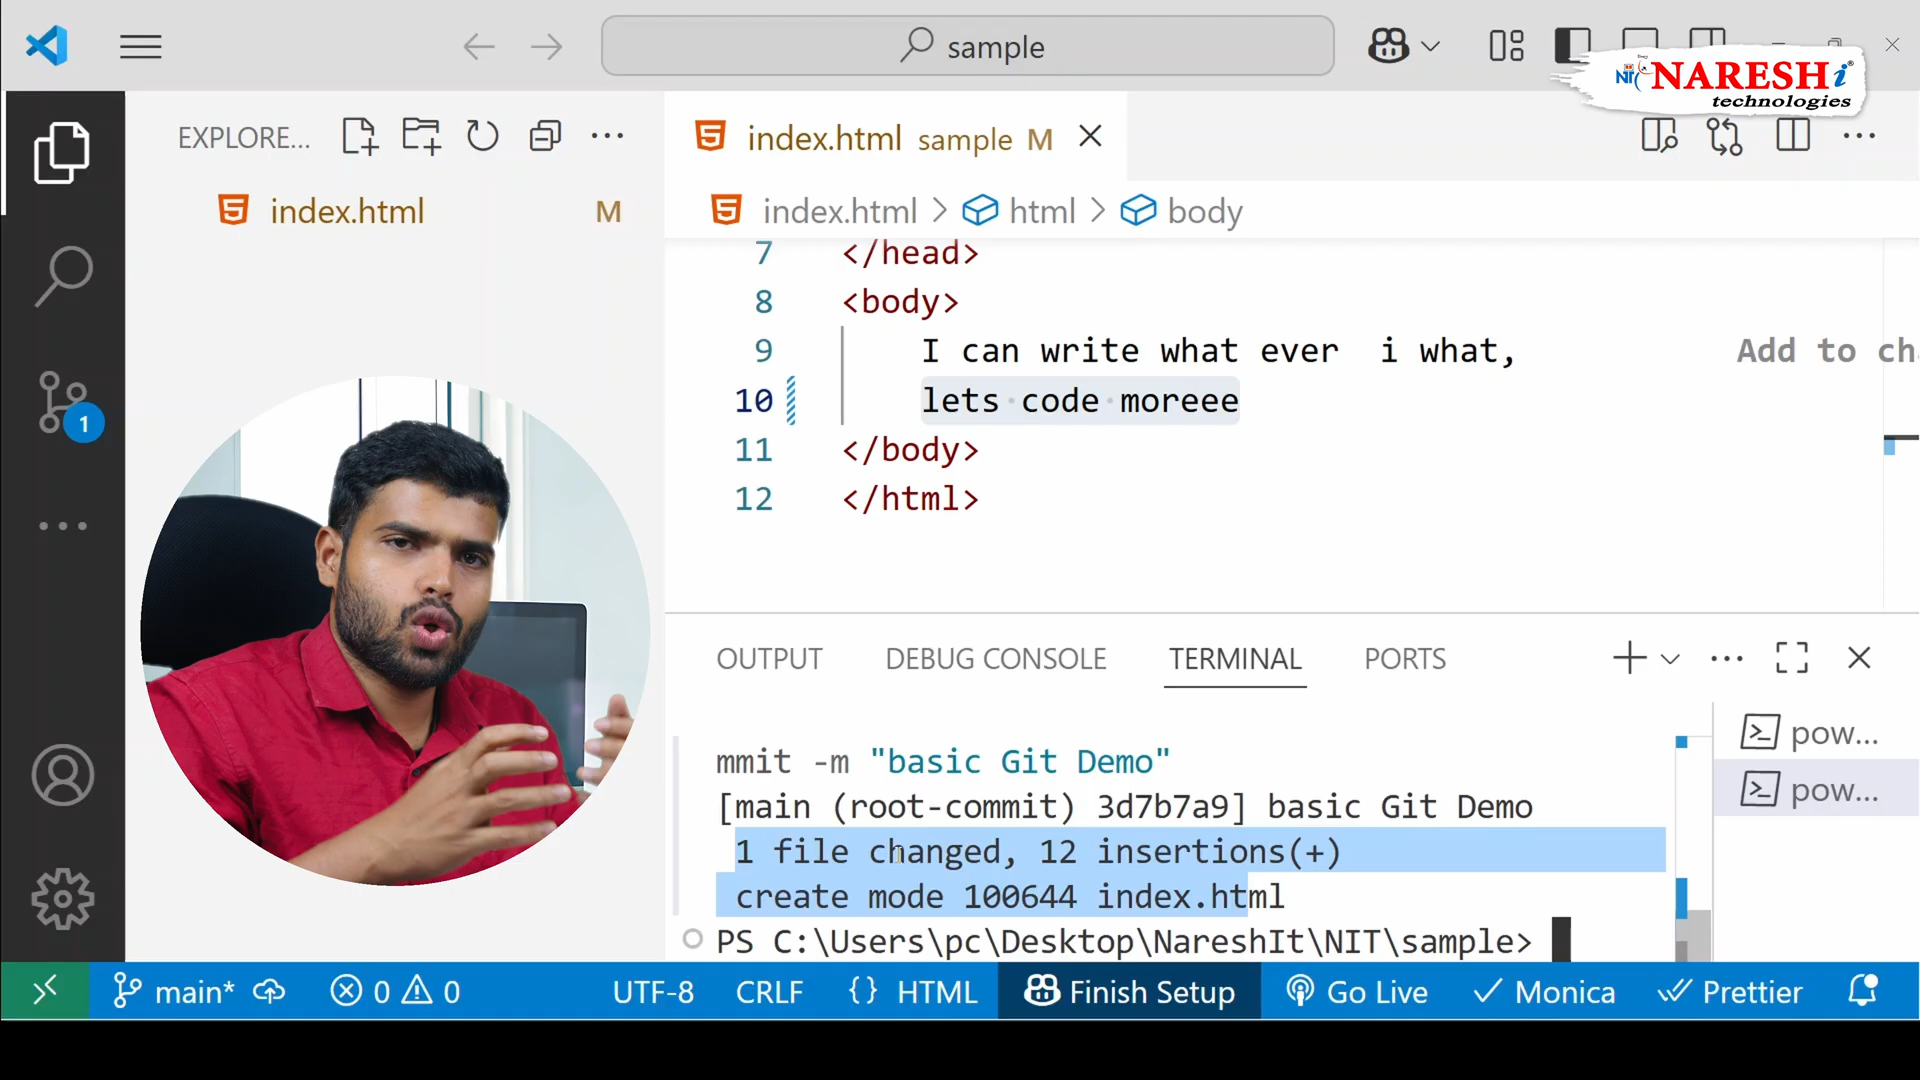 sample
NIT NARESH i ®
technologies
EXPLORE...
index.html M
index.html sample M
index.html > html > body
7 </head>
8 <body>
9 I can write what ever  i what,
Add to ch
10 lets code moreee
11 </body>
12 </html>
1
OUTPUT DEBUG CONSOLE TERMINAL PORTS
mmit -m "basic Git Demo"
[main (root-commit) 3d7b7a9] basic Git Demo
1 file changed, 12 insertions(+)
create mode 100644 index.html
PS C:\Users\pc\Desktop\NareshIt\NIT\sample>
pow...
pow...
main* 0 0 UTF-8 CRLF {} HTML Finish Setup Go Live Monica Prettier